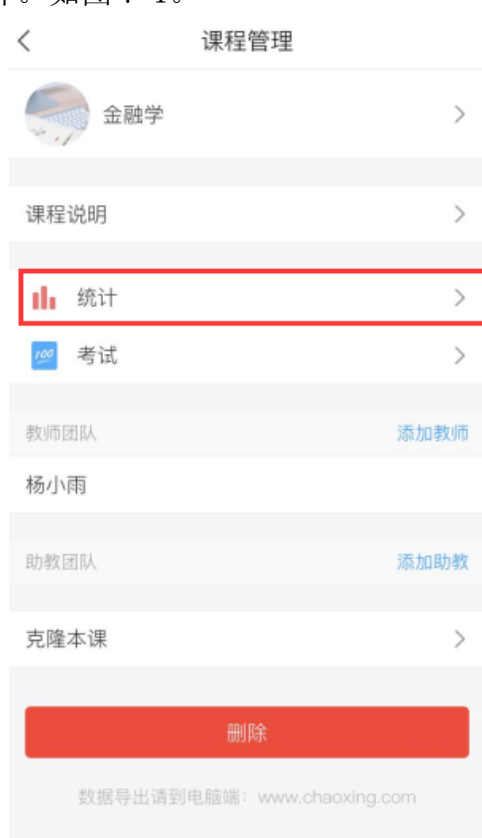 课程管理
金融学
课程说明
统计
100 考试
教师团队 添加教师
杨小雨
助教团队 添加助教
克隆本课
删除
数据导出请到电脑端：www.chaoxing.com